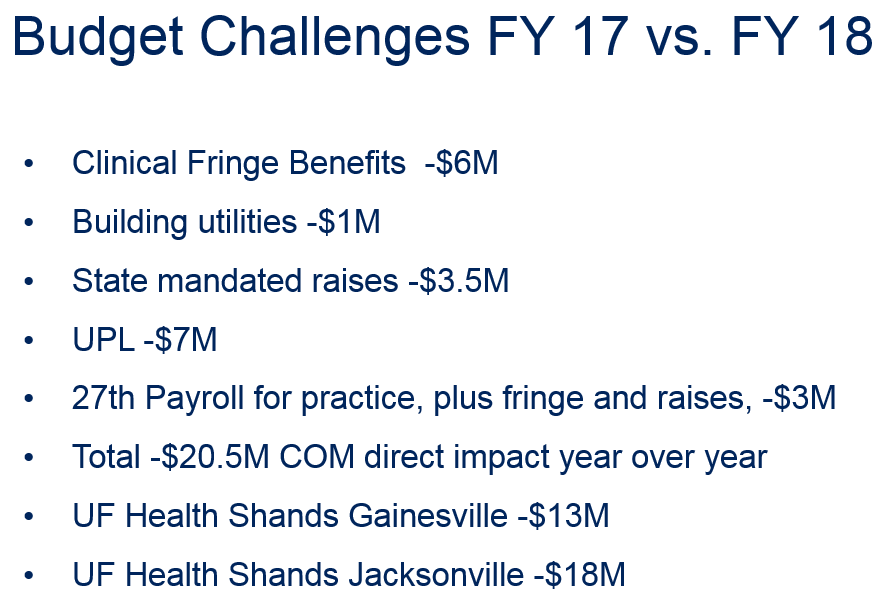 Budget Challenges FY 17 vs. FY 18
• Clinical Fringe Benefits  -$6M
• Building utilities -$1M
• State mandated raises -$3.5M
• UPL -$7M
• 27th Payroll for practice, plus fringe and raises, -$3M
• Total -$20.5M COM direct impact year over year
• UF Health Shands Gainesville -$13M
• UF Health Shands Jacksonville -$18M